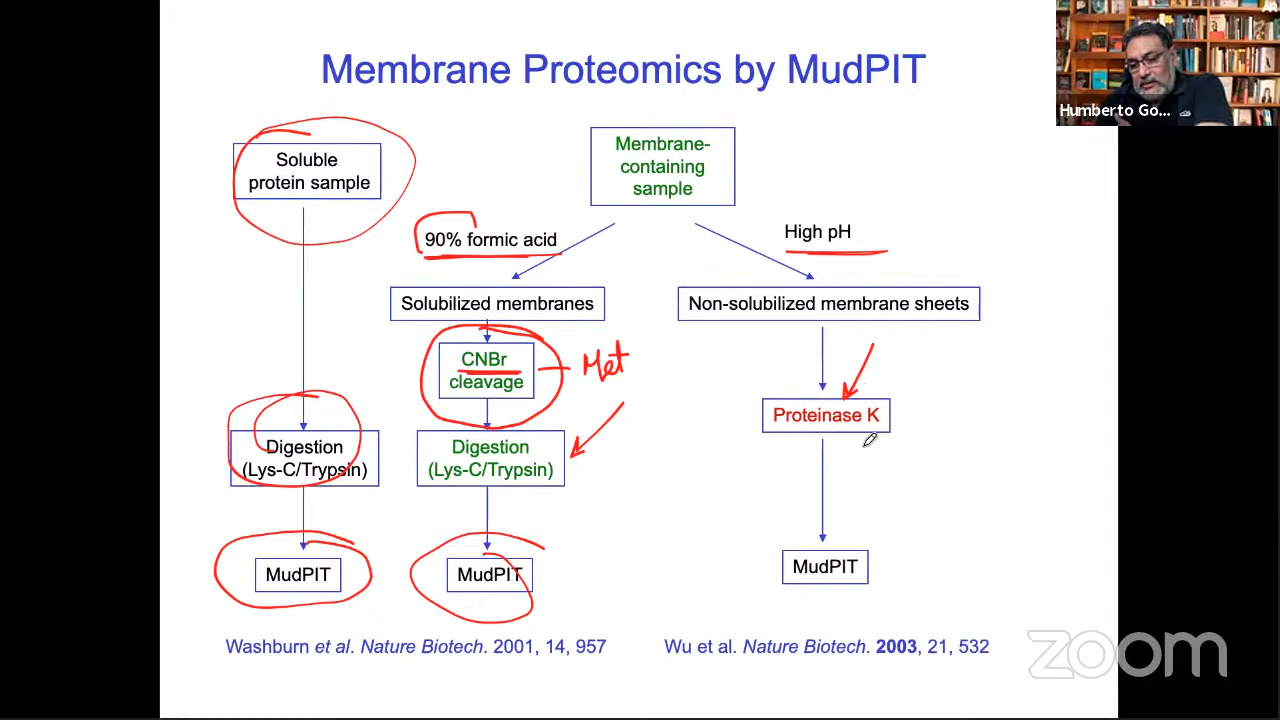 Membrane Proteomics by MudPIT
Humberto Go...
Soluble
protein sample
Membrane-
containing
sample
90% formic acid
High pH
Solubilized membranes
Non-solubilized membrane sheets
CNBr
cleavage
Met
Proteinase K
Digestion
(Lys-C/Trypsin)
Digestion
(Lys-C/Trypsin)
MudPIT
MudPIT
MudPIT
Washburn et al. Nature Biotech. 2001, 14, 957
Wu et al. Nature Biotech. 2003, 21, 532
zoom